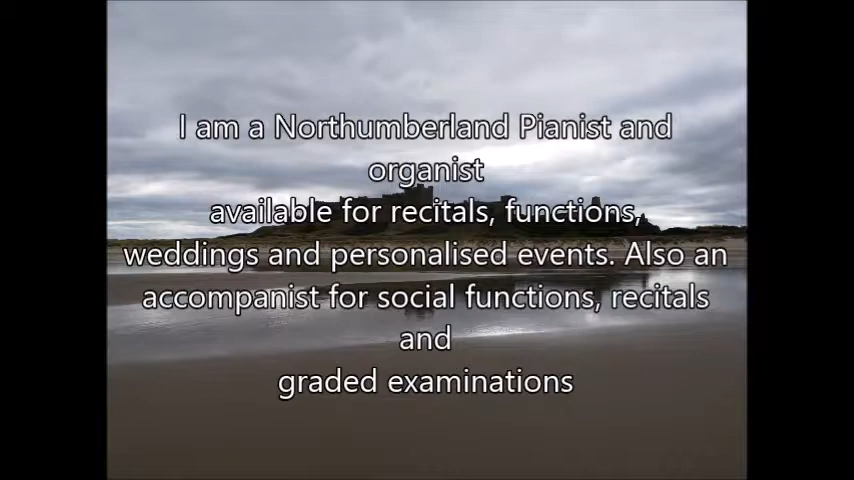 I am a Northumberland Pianist and
organist
available for recitals, functions,
weddings and personalised events. Also an
accompanist for social functions, recitals
and
graded examinations